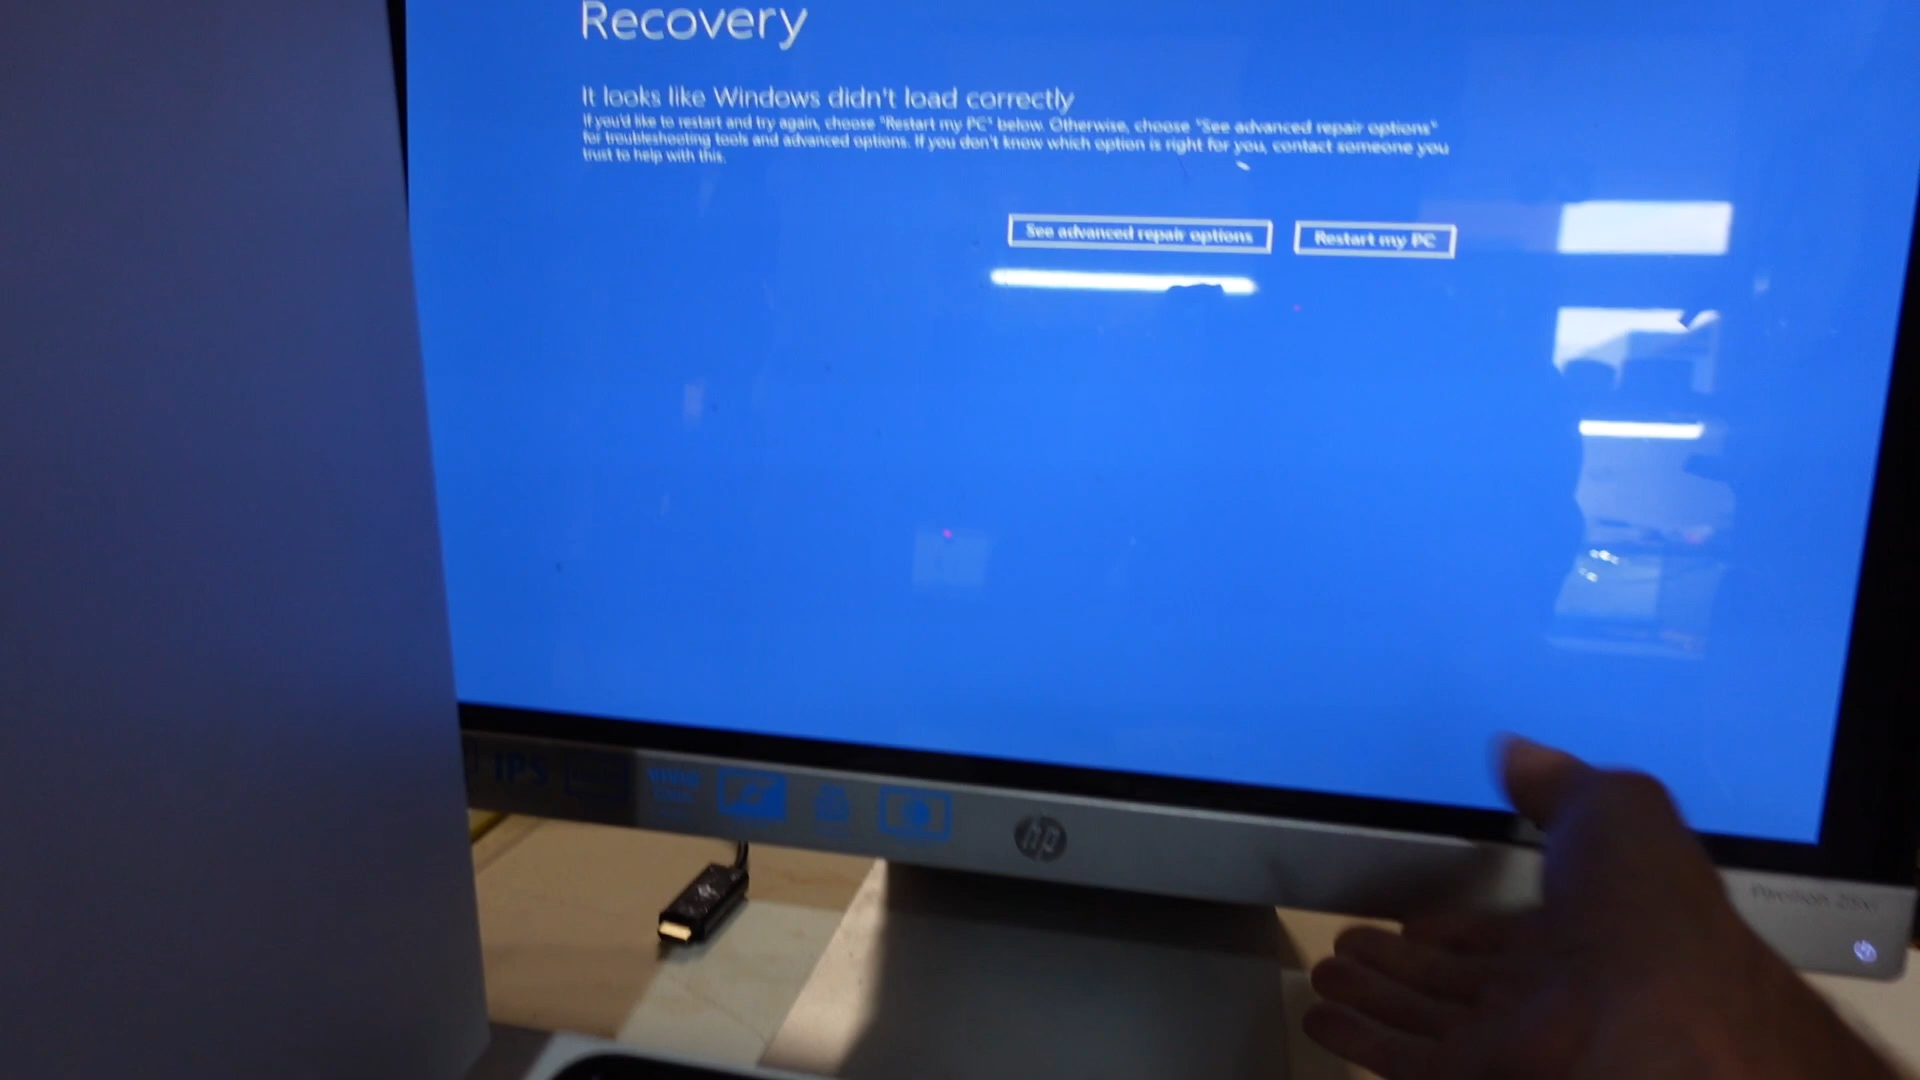 Recovery
It looks like Windows didn't load correctly
If you'd like to restart and try again, choose "Restart my PC" below. Otherwise, choose "See advanced repair options"
for troubleshooting tools and advanced options. If you don't know which option is right for you, contact someone you
trust to help with this.
See advanced repair options
Restart my PC
IPS
hp
Pavilion